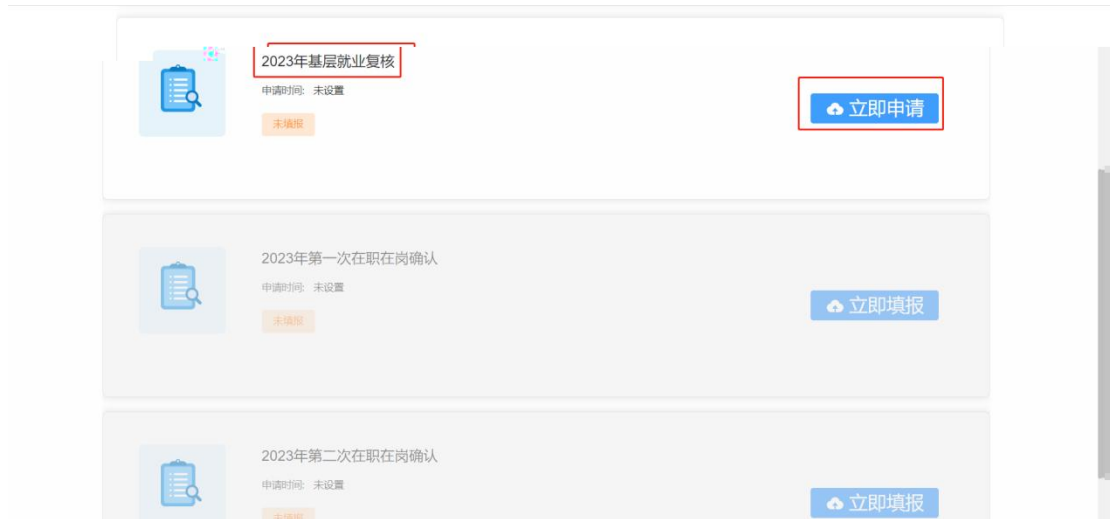 2023年基层就业复核
申请时间: 未设置
未填报
立即申请
2023年第一次在职在岗确认
申请时间: 未设置
未填报
立即填报
2023年第二次在职在岗确认
申请时间: 未设置
未填报
立即填报